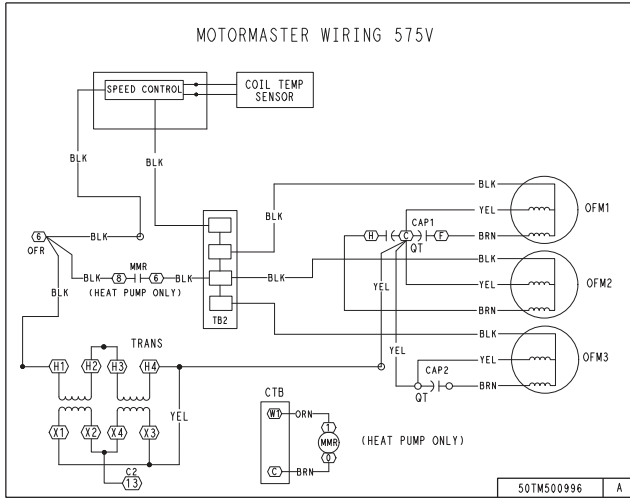 MOTORMASTER WIRING 575V
SPEED CONTROL
COIL TEMP
SENSOR
BLK
BLK
BLK
BLK
YEL
BRN
OFM1
H
C
F
CAP1
QT
6
OFR
BLK
MMR
BLK
8
6
BLK
(HEAT PUMP ONLY)
BLK
TB2
BLK
BLK
YEL
BRN
OFM2
YEL
YEL
BLK
YEL
BRN
OFM3
CAP2
QT
TRANS
H1
H2
H3
H4
X1
X2
X4
X3
YEL
C2
13
CTB
W1
ORN
1
MMR
0
C
BRN
(HEAT PUMP ONLY)
50TM500996
A